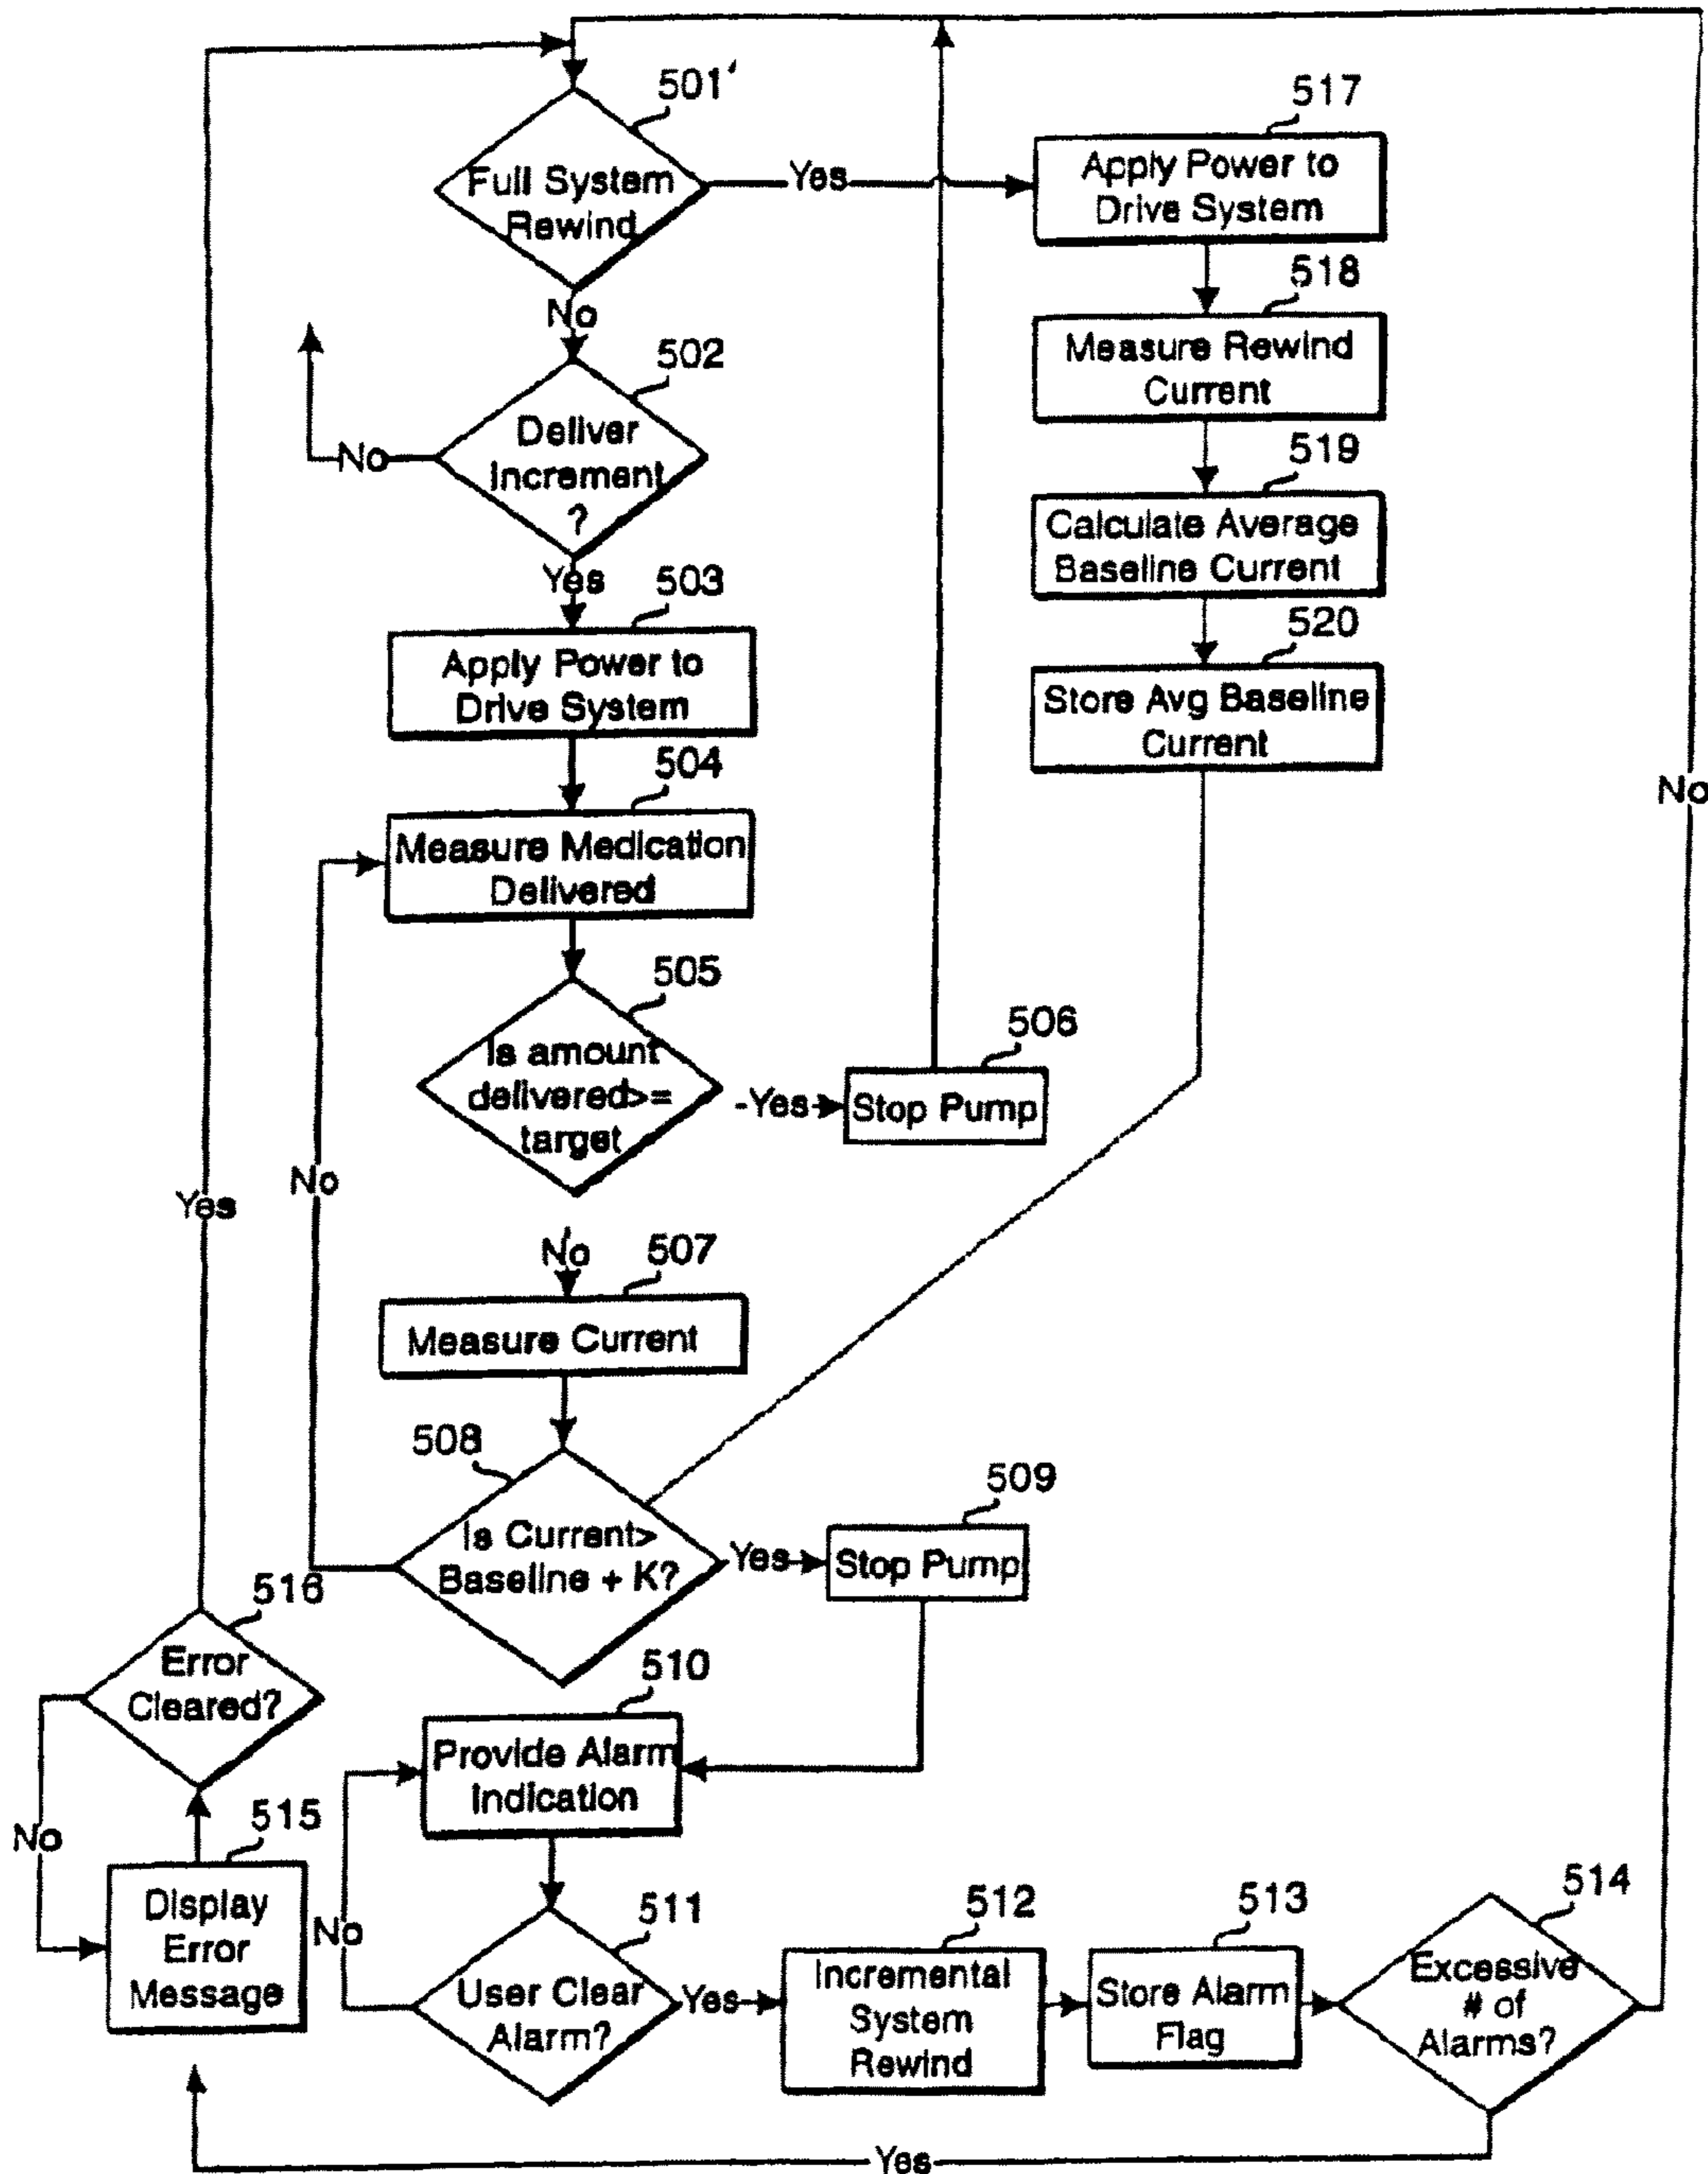 501'
Full System
Rewind
Yes
517
Apply Power to
Drive System
No
518
Measure Rewind
Current
502
Deliver
Increment
?
No
519
Calculate Average
Baseline Current
Yes
503
Apply Power to
Drive System
520
Store Avg Baseline
Current
504
Measure Medication
Delivered
No
505
Is amount
delivered>=
target
-Yes
506
Stop Pump
No
Yes
No
507
Measure Current
508
Is Current>
Baseline + K?
Yes
509
Stop Pump
516
Error
Cleared?
No
510
Provide Alarm
Indication
515
Display
Error
Message
No
511
User Clear
Alarm?
Yes
512
Incremental
System
Rewind
513
Store Alarm
Flag
514
Excessive
# of
Alarms?
Yes